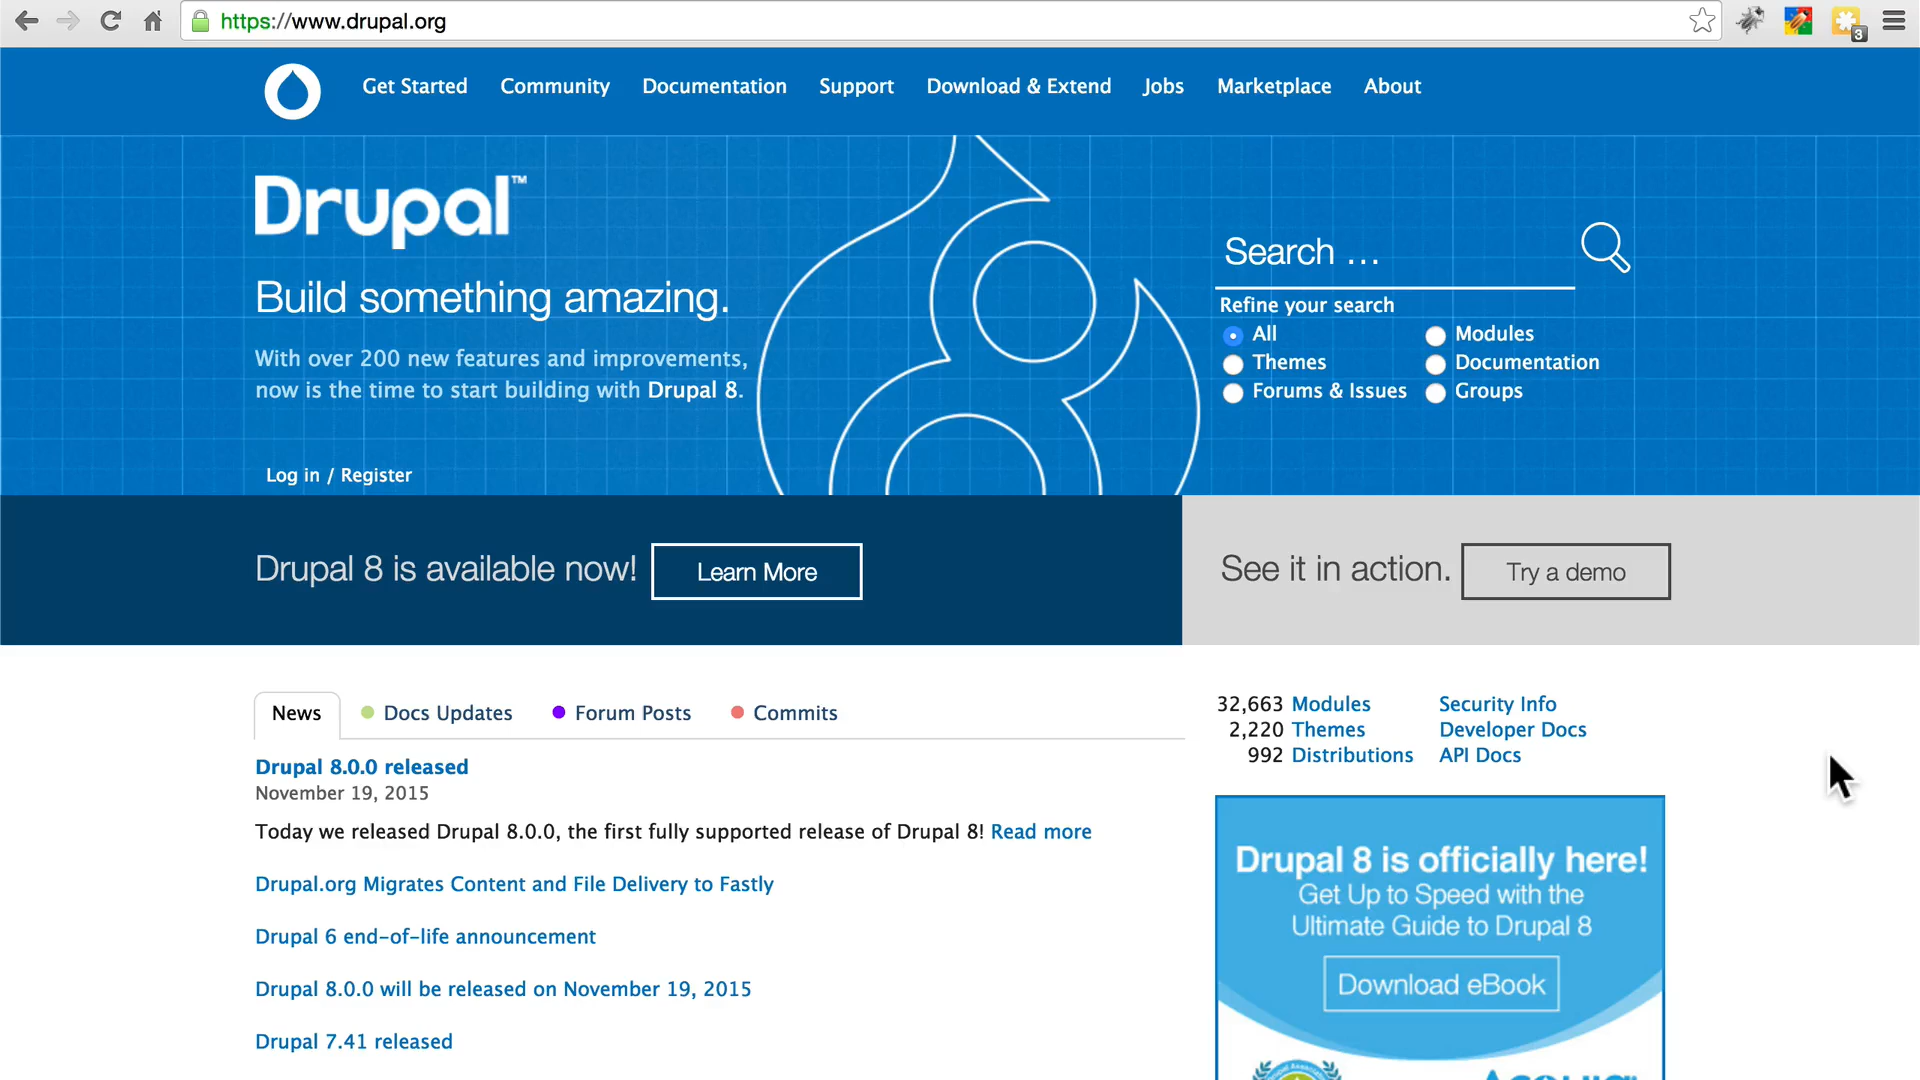 https://www.drupal.org
3
Get Started Community Documentation Support Download & Extend Jobs Marketplace About
Drupal™
Build something amazing.
With over 200 new features and improvements,
now is the time to start building with Drupal 8.
Log in / Register
Search ...
Refine your search
All Modules
Themes Documentation
Forums & Issues Groups
Drupal 8 is available now! Learn More
See it in action. Try a demo
News Docs Updates Forum Posts Commits
Drupal 8.0.0 released
November 19, 2015
Today we released Drupal 8.0.0, the first fully supported release of Drupal 8! Read more
Drupal.org Migrates Content and File Delivery to Fastly
Drupal 6 end-of-life announcement
Drupal 8.0.0 will be released on November 19, 2015
Drupal 7.41 released
32,663 Modules Security Info
2,220 Themes Developer Docs
992 Distributions API Docs
Drupal 8 is officially here!
Get Up to Speed with the
Ultimate Guide to Drupal 8
Download eBook